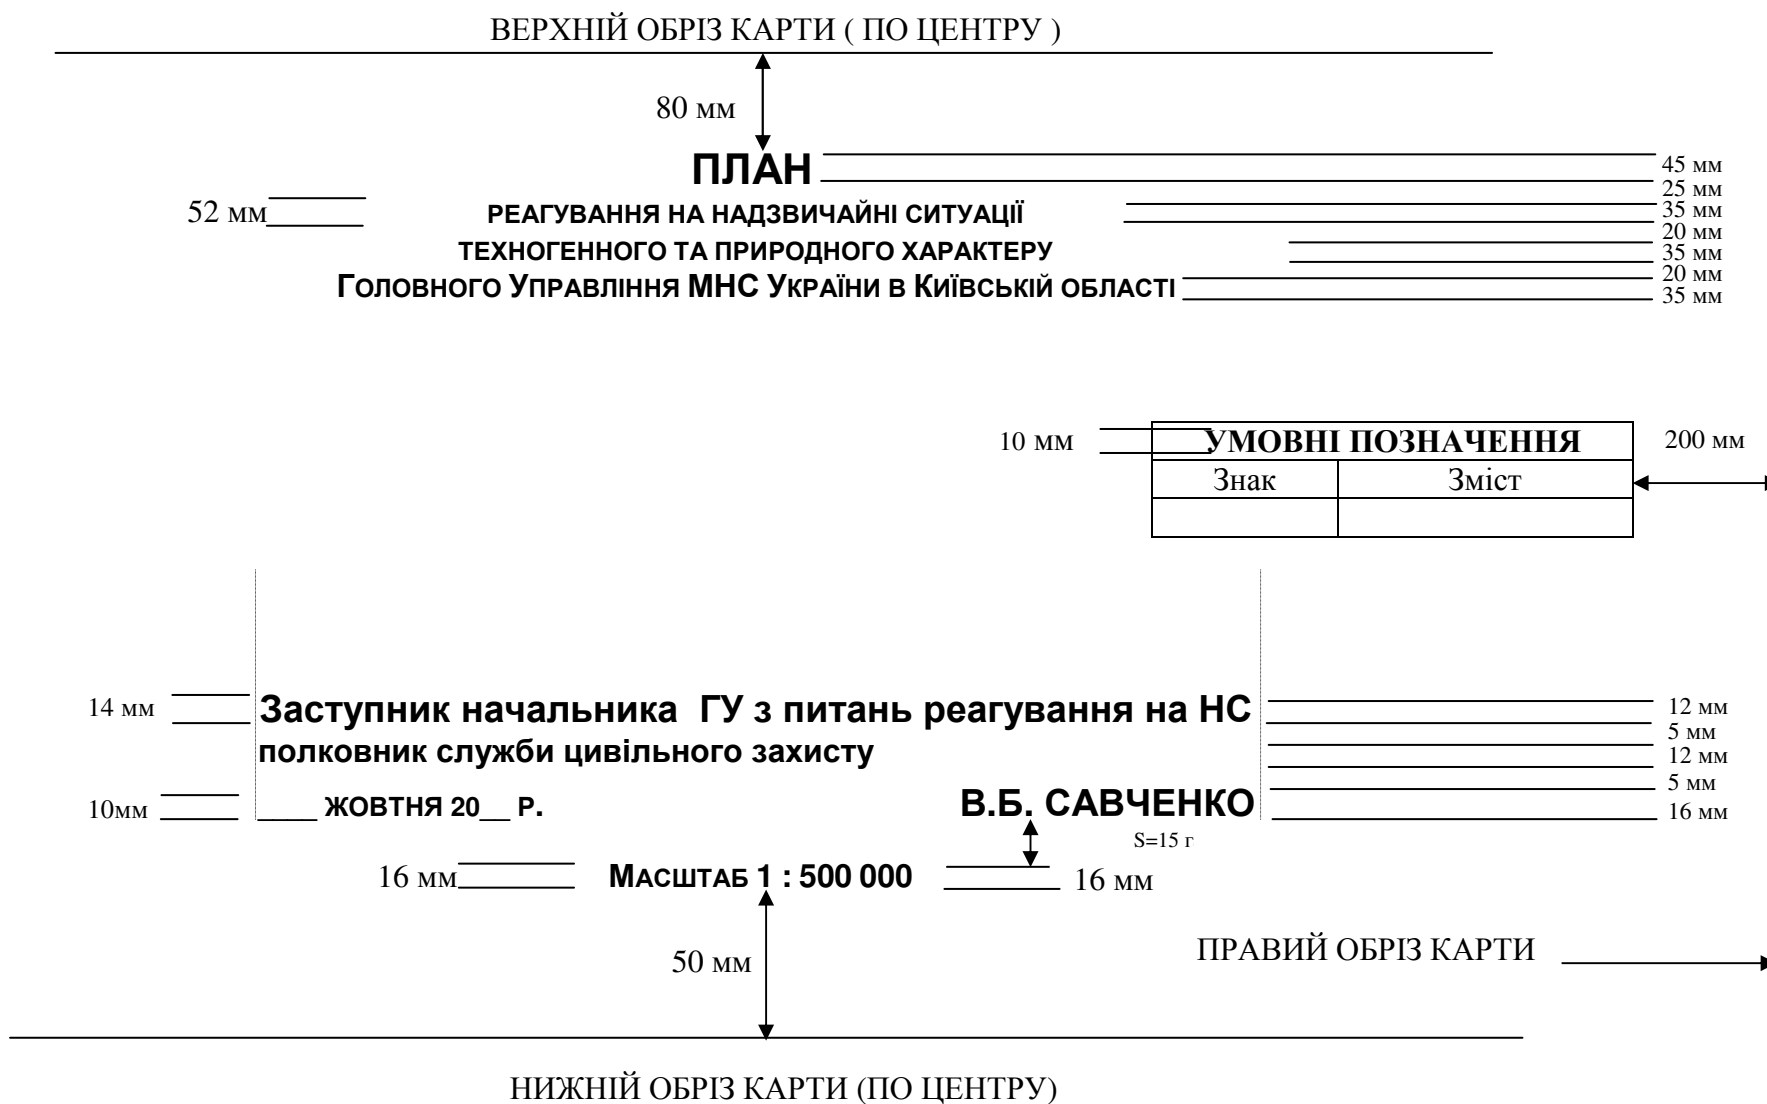 ВЕРХНІЙ ОБРІЗ КАРТИ ( ПО ЦЕНТРУ )
80 мм
ПЛАН
45 мм
25 мм
52 мм
РЕАГУВАННЯ НА НАДЗВИЧАЙНІ СИТУАЦІЇ
35 мм
20 мм
ТЕХНОГЕННОГО ТА ПРИРОДНОГО ХАРАКТЕРУ
35 мм
20 мм
ГОЛОВНОГО УПРАВЛІННЯ МНС УКРАЇНИ В КИЇВСЬКІЙ ОБЛАСТІ
35 мм
10 мм
УМОВНІ ПОЗНАЧЕННЯ
200 мм
Знак Зміст
14 мм
Заступник начальника ГУ з питань реагування на НС
12 мм
5 мм
полковник служби цивільного захисту
12 мм
5 мм
10мм
____ ЖОВТНЯ 20__ Р.
В.Б. САВЧЕНКО
16 мм
S=15 г
16 мм
МАСШТАБ 1 : 500 000
16 мм
50 мм
ПРАВИЙ ОБРІЗ КАРТИ
НИЖНІЙ ОБРІЗ КАРТИ (ПО ЦЕНТРУ)